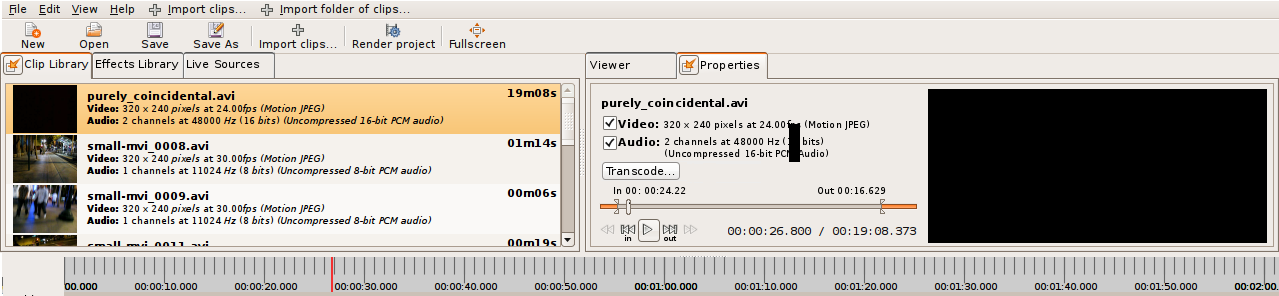 File Edit View Help Import clips... Import folder of clips...
New Open Save Save As Import clips... Render project Fullscreen
Clip Library Effects Library Live Sources
purely_coincidental.avi 19m08s
Video: 320 x 240 pixels at 24.00fps (Motion JPEG)
Audio: 2 channels at 48000 Hz (16 bits) (Uncompressed 16-bit PCM audio)
small-mvi_0008.avi 01m14s
Video: 320 x 240 pixels at 30.00fps (Motion JPEG)
Audio: 1 channels at 11024 Hz (8 bits) (Uncompressed 8-bit PCM audio)
small-mvi_0009.avi 00m06s
Video: 320 x 240 pixels at 30.00fps (Motion JPEG)
Audio: 1 channels at 11024 Hz (8 bits) (Uncompressed 8-bit PCM audio)
small-mvi_0011.avi 00m19s
Viewer Properties
purely_coincidental.avi
Video: 320 x 240 pixels at (Motion JPEG)
Audio: 2 channels at 48000 Hz bits)
(Uncompressed 16-bit Audio)
Transcode...
In 00: 00:24.22 Out 00:16.629
in out 00:00:26.800 / 00:19:08.373
00.000 00:00:10.000 00:00:20.000 00:00:30.000 00:00:40.000 00:00:50.000 00:01:00.000 00:01:10.000 00:01:20.000 00:01:30.000 00:01:40.000 00:01:50.000 00:02:00